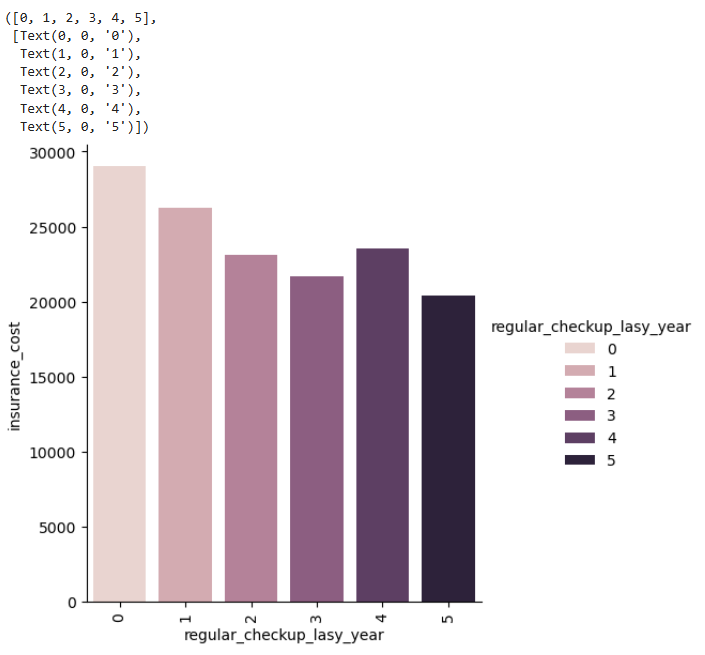 ([0, 1, 2, 3, 4, 5],
[Text(0, 0, '0'),
Text(1, 0, '1'),
Text(2, 0, '2'),
Text(3, 0, '3'),
Text(4, 0, '4'),
Text(5, 0, '5')])
30000
25000
20000
15000
10000
5000
0
insurance_cost
0 1 2 3 4 5
regular_checkup_lasy_year
regular_checkup_lasy_year
0
1
2
3
4
5